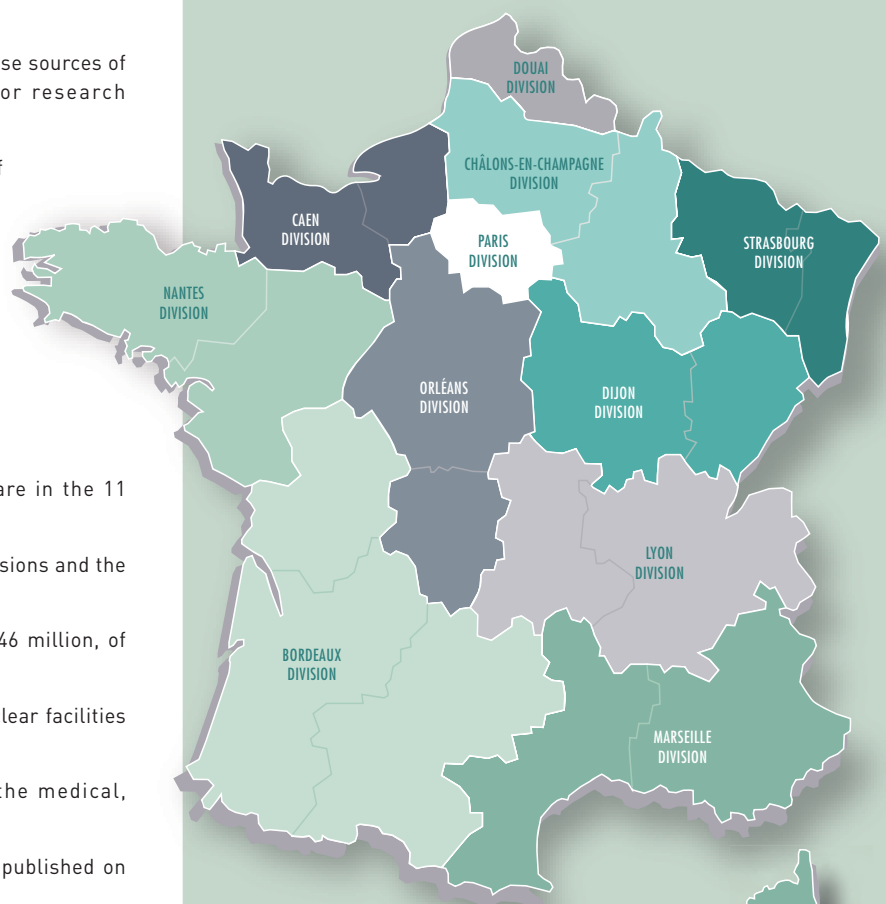 se sources of
or research
f
are in the 11
sions and the
46 million, of
lear facilities
the medical,
published on
DOUAI
DIVISION
CHÂLONS-EN-CHAMPAGNE
DIVISION
CAEN
DIVISION
PARIS
DIVISION
STRASBOURG
DIVISION
NANTES
DIVISION
ORLÉANS
DIVISION
DIJON
DIVISION
LYON
DIVISION
BORDEAUX
DIVISION
MARSEILLE
DIVISION